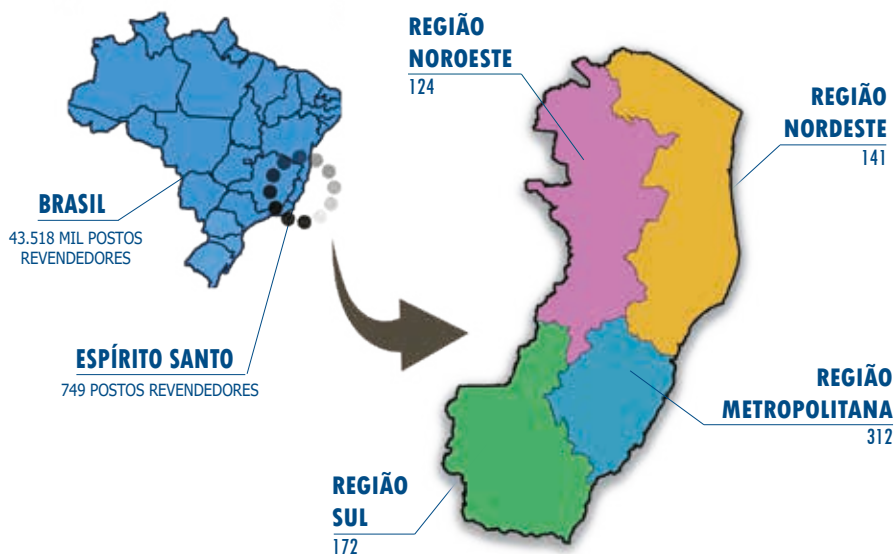 REGIÃO
NOROESTE
124
REGIÃO
NORDESTE
141
BRASIL
43.518 MIL POSTOS
REVENDEDORES
ESPÍRITO SANTO
749 POSTOS REVENDEDORES
REGIÃO
METROPOLITANA
312
REGIÃO
SUL
172